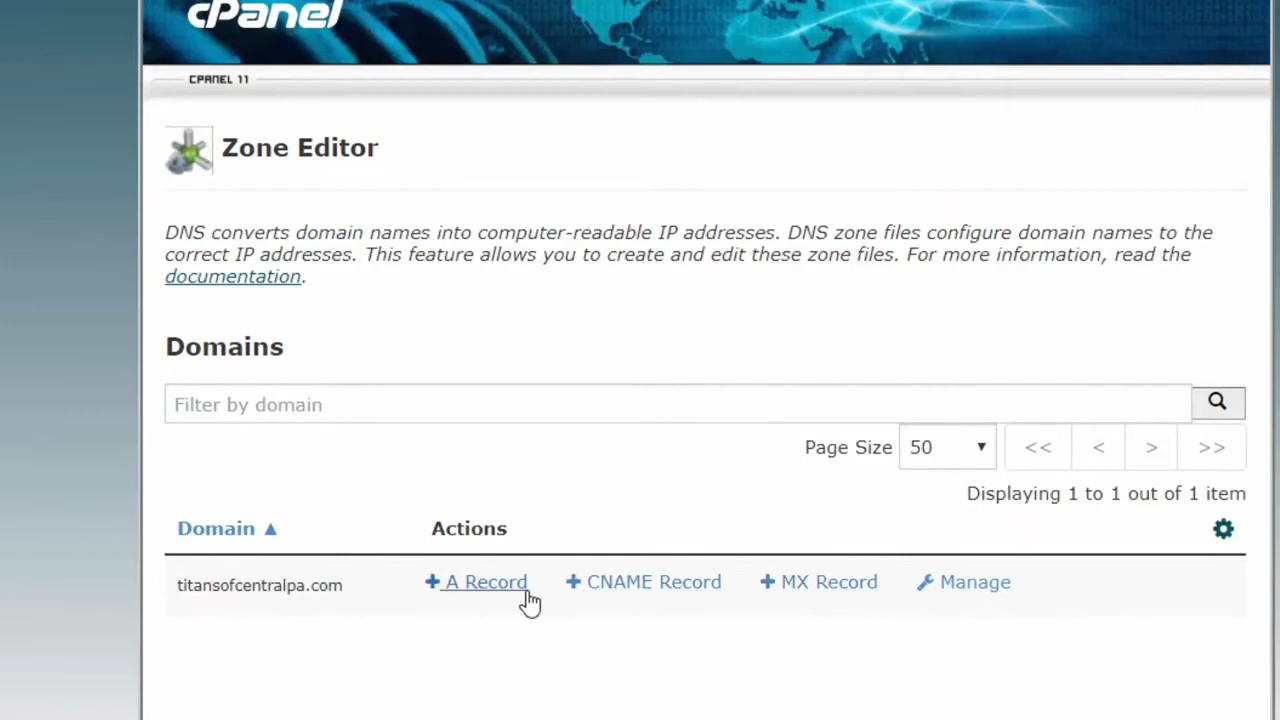 cPanel
CPANEL 11
Zone Editor
DNS converts domain names into computer-readable IP addresses. DNS zone files configure domain names to the
correct IP addresses. This feature allows you to create and edit these zone files. For more information, read the
documentation.
Domains
Filter by domain
Page Size 50 ▼ << < > >>
Displaying 1 to 1 out of 1 item
Domain ▲ Actions
titansofcentralpa.com + A Record + CNAME Record + MX Record Manage